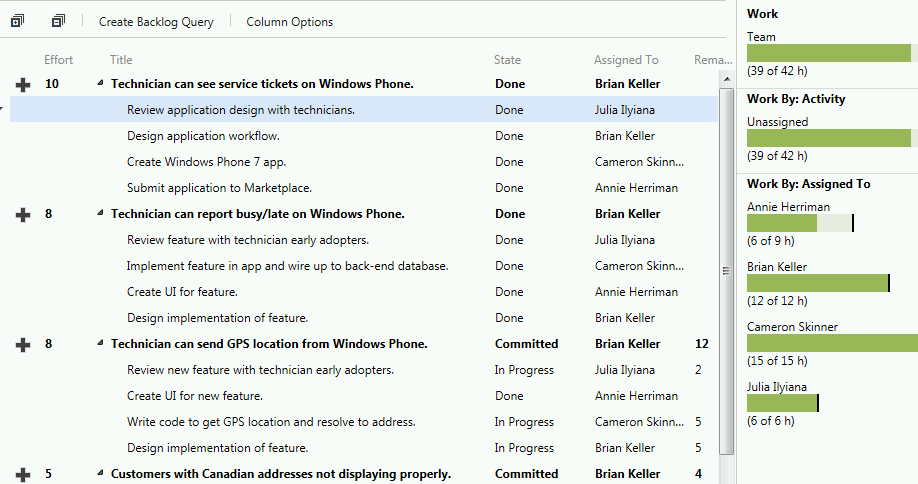 Create Backlog Query Column Options
Effort Title State Assigned To Rema...
10 Technician can see service tickets on Windows Phone. Done Brian Keller
Review application design with technicians. Done Julia Ilyiana
Design application workflow. Done Brian Keller
Create Windows Phone 7 app. Done Cameron Skinn...
Submit application to Marketplace. Done Annie Herriman
8 Technician can report busy/late on Windows Phone. Done Brian Keller
Review feature with technician early adopters. Done Julia Ilyiana
Implement feature in app and wire up to back-end database. Done Cameron Skinn...
Create UI for feature. Done Annie Herriman
Design implementation of feature. Done Brian Keller
8 Technician can send GPS location from Windows Phone. Committed Brian Keller 12
Review new feature with technician early adopters. In Progress Julia Ilyiana 2
Create UI for new feature. Done Annie Herriman
Write code to get GPS location and resolve to address. In Progress Cameron Skinn... 5
Design implementation of feature. In Progress Brian Keller 5
5 Customers with Canadian addresses not displaying properly. Committed Brian Keller 4
Work
Team
(39 of 42 h)
Work By: Activity
Unassigned
(39 of 42 h)
Work By: Assigned To
Annie Herriman
(6 of 9 h)
Brian Keller
(12 of 12 h)
Cameron Skinner
(15 of 15 h)
Julia Ilyiana
(6 of 6 h)